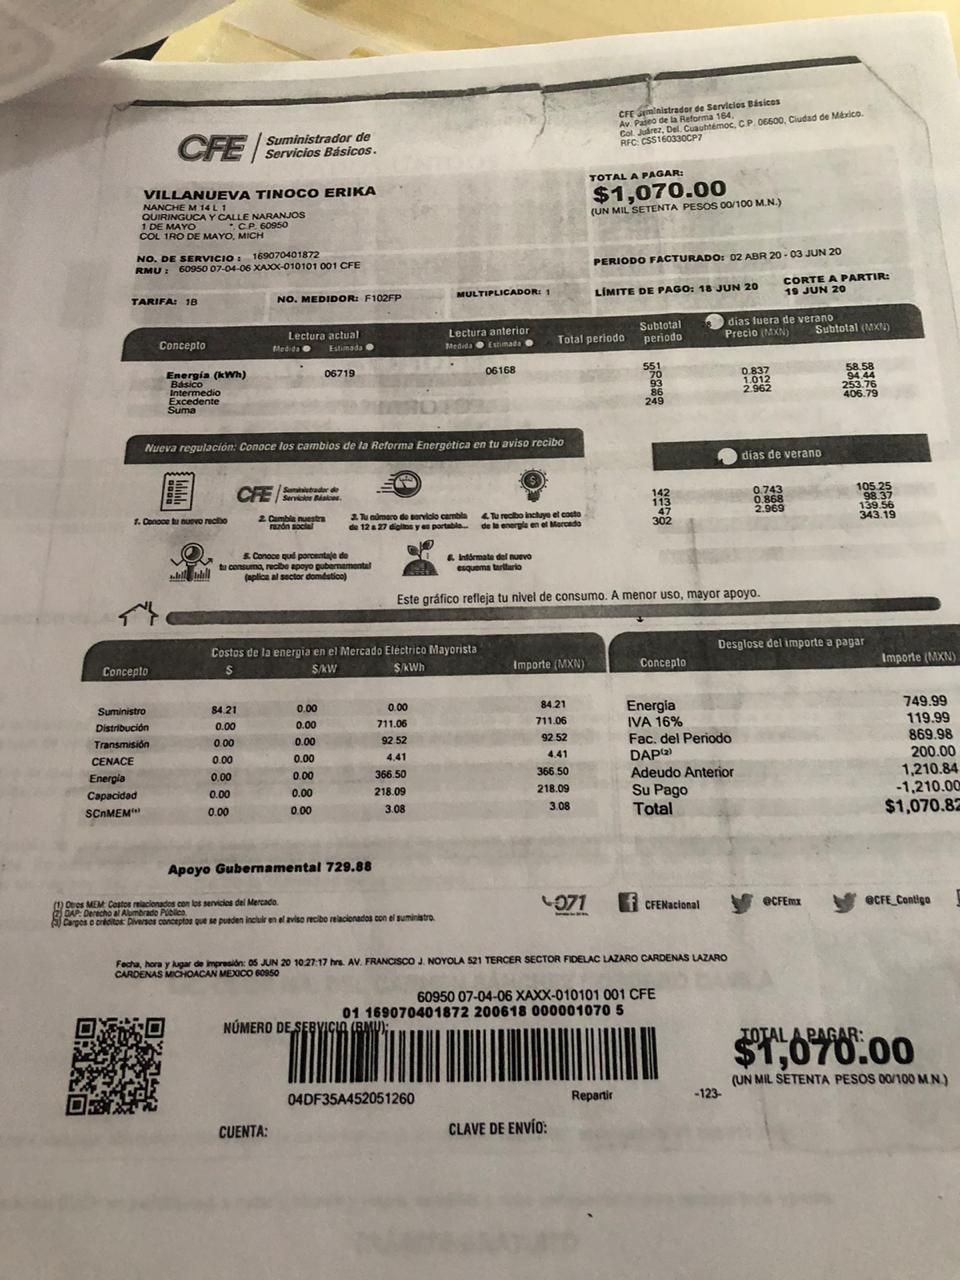 CFE Suministrador de
Servicios Básicos.
CFE Suministrador de Servicios Básicos
Av. Paseo de la Reforma 164,
Col. Juárez, Del. Cuauhtémoc, C.P. 06600, Ciudad de México.
RFC: CSS160330CP7
VILLANUEVA TINOCO ERIKA
NANCHE M 14 L 1
QUIRINGUCA Y CALLE NARANJOS
1 DE MAYO C.P. 60950
COL 1RO DE MAYO, MICH
TOTAL A PAGAR:
$1,070.00
(UN MIL SETENTA PESOS 00/100 M.N.)
NO. DE SERVICIO : 169070401872
RMU : 60950 07-04-06 XAXX-010101 001 CFE
PERIODO FACTURADO: 02 ABR 20 - 03 JUN 20
TARIFA: 1B NO. MEDIDOR: F102FP MULTIPLICADOR: 1 LÍMITE DE PAGO: 18 JUN 20 CORTE A PARTIR:
19 JUN 20
Concepto Lectura actual Lectura anterior Total periodo Subtotal periodo días fuera de verano
Medida Estimada Medida Estimada Precio (MXN) Subtotal (MXN)
Energía (kWh) 06719 06168 551
Básico 70 0.837 58.58
Intermedio 93 1.012 94.44
Excedente 86 2.962 253.76
Suma 249 406.79
Nueva regulación: Conoce los cambios de la Reforma Energética en tu aviso recibo
días de verano
142 0.743 105.25
113 0.868 98.37
47 2.969 139.56
302 343.19
CFE Suministrador de
Servicios Básicos
1. Conoce tu nuevo recibo
2. Cambia nuestra
razón social
3. Tu número de servicio cambia
de 12 a 27 dígitos y es portable...
4. Tu recibo incluye el costo
de la energía en el Mercado
5. Conoce qué porcentaje de
tu consumo, recibe apoyo gubernamental
(aplica al sector doméstico)
6. Infórmate del nuevo
esquema tarifario
Este gráfico refleja tu nivel de consumo. A menor uso, mayor apoyo.
Costos de la energía en el Mercado Eléctrico Mayorista
Concepto $ $/kW $/kWh Importe (MXN)
Suministro 84.21 0.00 0.00 84.21
Distribución 0.00 0.00 711.06 711.06
Transmisión 0.00 0.00 92.52 92.52
CENACE 0.00 0.00 4.41 4.41
Energía 0.00 0.00 366.50 366.50
Capacidad 0.00 0.00 218.09 218.09
SCnMEM(1) 0.00 0.00 3.08 3.08
Desglose del importe a pagar
Concepto Importe (MXN)
Energía 749.99
IVA 16% 119.99
Fac. del Periodo 869.98
DAP(2) 200.00
Adeudo Anterior 1,210.84
Su Pago -1,210.00
Total $1,070.82
Apoyo Gubernamental 729.88
(1) Otros MEM: Costos relacionados con los servicios del Mercado.
(2) DAP: Derecho al Alumbrado Público.
(3) Cargos o créditos: Diversos conceptos que se pueden incluir en el aviso recibo relacionados con el suministro.
071 CFENacional @CFEmx @CFE_Contigo
Fecha, hora y lugar de impresión: 05 JUN 20 10:27:17 hrs. AV. FRANCISCO J. NOYOLA 521 TERCER SECTOR FIDELAC LAZARO CARDENAS LAZARO
CARDENAS MICHOACAN MEXICO 60950
60950 07-04-06 XAXX-010101 001 CFE
01 169070401872 200618 000001070 5
NÚMERO DE SERVICIO (RMU):
TOTAL A PAGAR:
$1,070.00
(UN MIL SETENTA PESOS 00/100 M.N.)
04DF35A452051260 Repartir -123-
CUENTA: CLAVE DE ENVÍO: